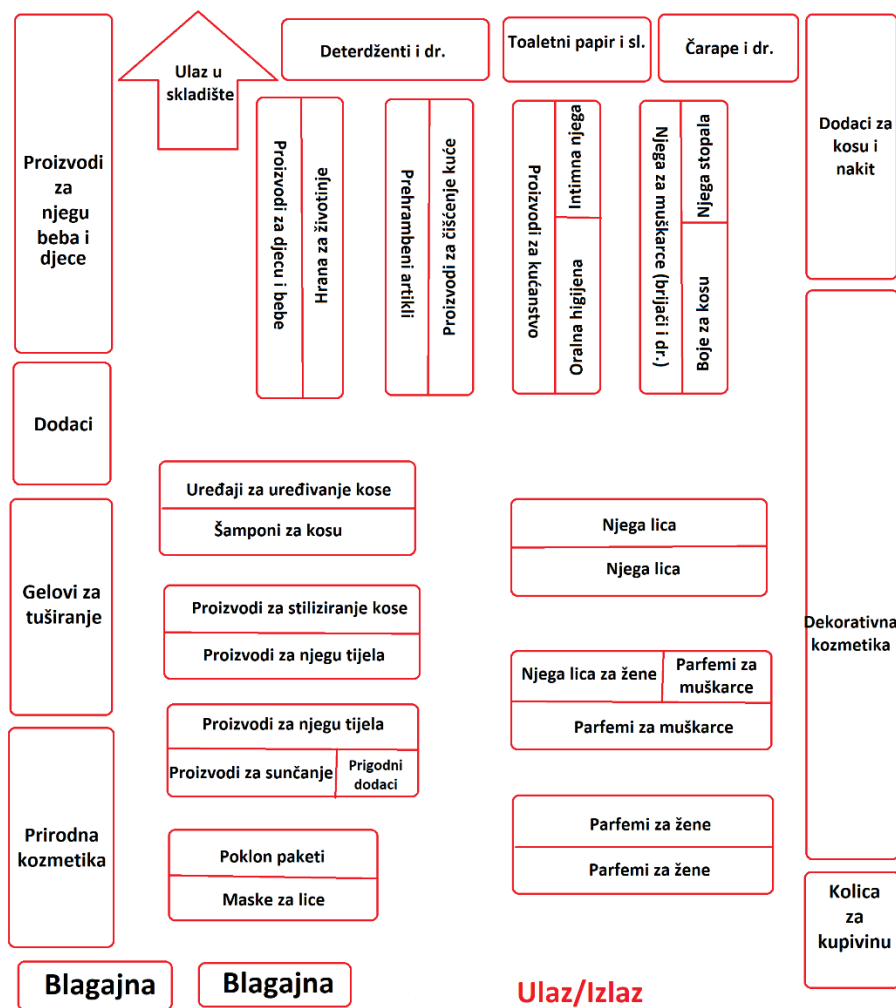 Ulaz u
skladište
Deterdženti i dr.
Toaletni papir i sl.
Čarape i dr.
Proizvodi
za
njegu
beba i
djece
Proizvodi za djecu i bebe
Hrana za životinje
Prehrambeni artikli
Proizvodi za čišćenje kuće
Proizvodi za kućanstvo
Intimna njega
Oralna higijena
Njega za muškarce (brijači i dr.)
Njega stopala
Boje za kosu
Dodaci za
kosu i
nakit
Dodaci
Uređaji za uređivanje kose
Šamponi za kosu
Njega lica
Njega lica
Gelovi za
tuširanje
Proizvodi za stiliziranje kose
Proizvodi za njegu tijela
Dekorativna
kozmetika
Njega lica za žene
Parfemi za
muškarce
Parfemi za muškarce
Proizvodi za njegu tijela
Proizvodi za sunčanje
Prigodni
dodaci
Prirodna
kozmetika
Parfemi za žene
Parfemi za žene
Poklon paketi
Maske za lice
Kolica
za
kupivinu
Blagajna
Blagajna
Ulaz/Izlaz